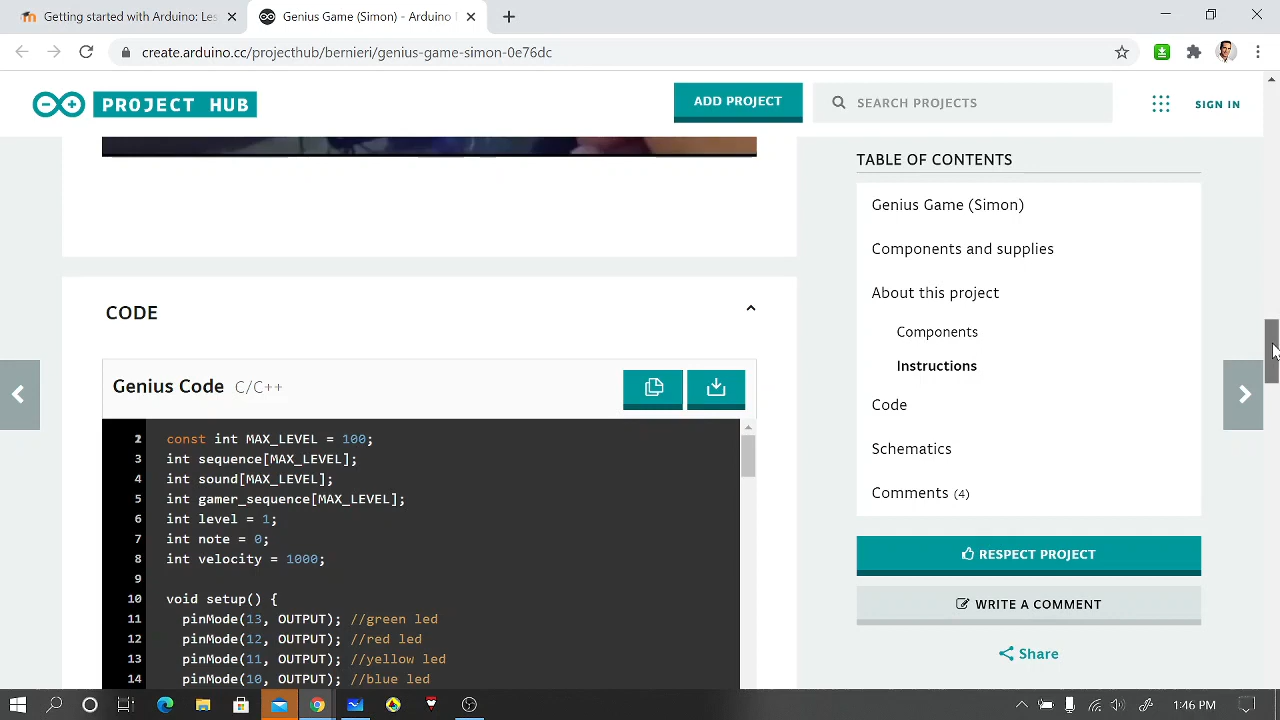 Getting started with Arduino: Les
Genius Game (Simon) - Arduino
create.arduino.cc/projecthub/bernieri/genius-game-simon-0e76dc
PROJECT HUB
ADD PROJECT
SEARCH PROJECTS
SIGN IN
TABLE OF CONTENTS
Genius Game (Simon)
Components and supplies
About this project
Components
Instructions
Code
Schematics
Comments (4)
RESPECT PROJECT
WRITE A COMMENT
Share
CODE
Genius Code C/C++
2 const int MAX_LEVEL = 100;
3 int sequence[MAX_LEVEL];
4 int sound[MAX_LEVEL];
5 int gamer_sequence[MAX_LEVEL];
6 int level = 1;
7 int note = 0;
8 int velocity = 1000;
9
10 void setup() {
11 pinMode(13, OUTPUT); //green led
12 pinMode(12, OUTPUT); //red led
13 pinMode(11, OUTPUT); //yellow led
14 pinMode(10, OUTPUT); //blue led
1:46 PM